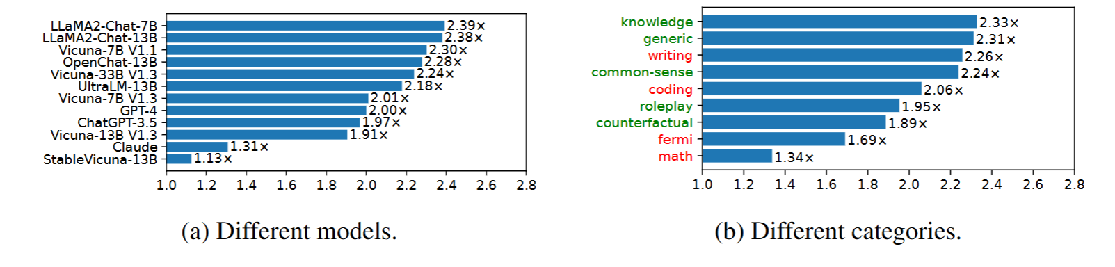 LLaMA2-Chat-7B 2.39×
LLaMA2-Chat-13B 2.38×
Vicuna-7B V1.1 2.30×
OpenChat-13B 2.28×
Vicuna-33B V1.3 2.24×
UltraLM-13B 2.18×
Vicuna-7B V1.3 2.01×
GPT-4 2.00×
ChatGPT-3.5 1.97×
Vicuna-13B V1.3 1.91×
Claude 1.31×
StableVicuna-13B 1.13×
1.0 1.2 1.4 1.6 1.8 2.0 2.2 2.4 2.6 2.8
(a) Different models.
knowledge 2.33×
generic 2.31×
writing 2.26×
common-sense 2.24×
coding 2.06×
roleplay 1.95×
counterfactual 1.89×
fermi 1.69×
math 1.34×
1.0 1.2 1.4 1.6 1.8 2.0 2.2 2.4 2.6 2.8
(b) Different categories.